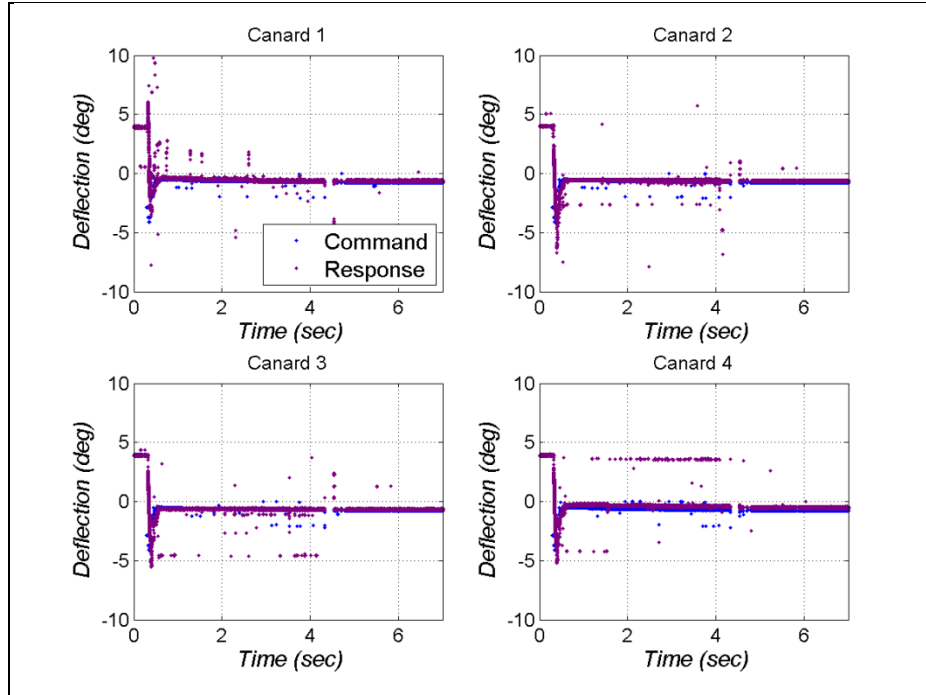 Canard 1
10
5
0
-5
-10
Deflection (deg)
Command
Response
0 2 4 6
Time (sec)
Canard 2
10
5
0
-5
-10
Deflection (deg)
0 2 4 6
Time (sec)
Canard 3
10
5
0
-5
-10
Deflection (deg)
0 2 4 6
Time (sec)
Canard 4
10
5
0
-5
-10
Deflection (deg)
0 2 4 6
Time (sec)